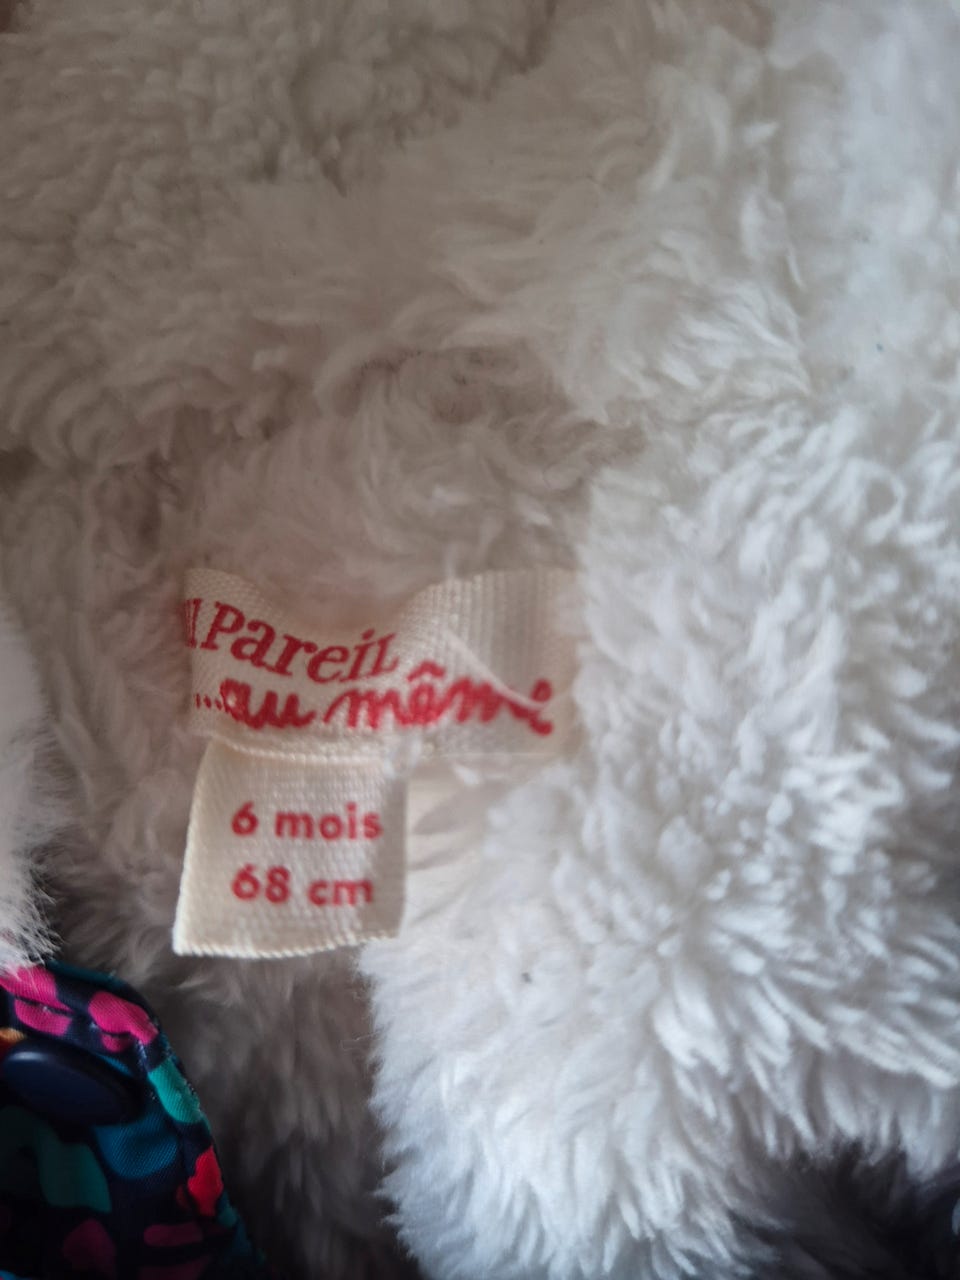 Pareil
...au même
6 mois
68 cm